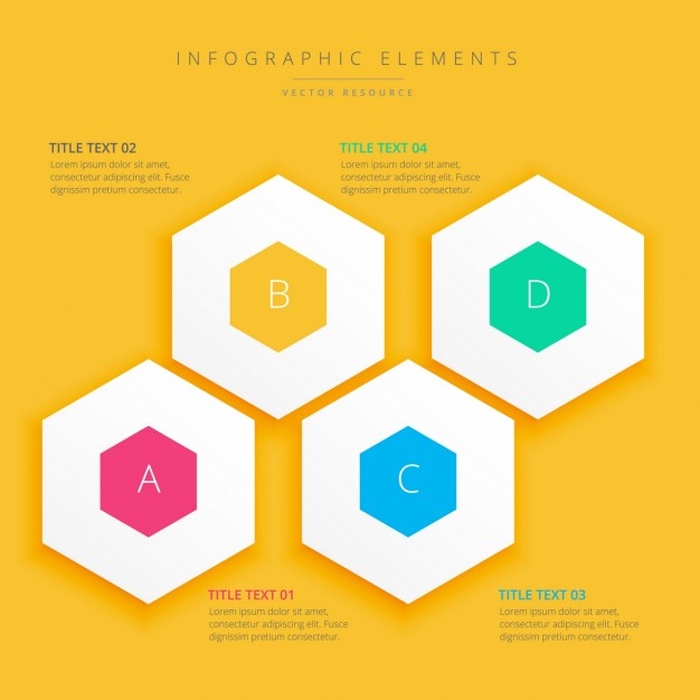 INFOGRAPHIC ELEMENTS
VECTOR RESOURCE
TITLE TEXT 02
Lorem ipsum dolor sit amet,
consectetur adipiscing elit. Fusce
dignissim pretium consectetur.
TITLE TEXT 04
Lorem ipsum dolor sit amet,
consectetur adipiscing elit. Fusce
dignissim pretium consectetur.
B
D
A
C
TITLE TEXT 01
Lorem ipsum dolor sit amet,
consectetur adipiscing elit. Fusce
dignissim pretium consectetur.
TITLE TEXT 03
Lorem ipsum dolor sit amet,
consectetur adipiscing elit. Fusce
dignissim pretium consectetur.